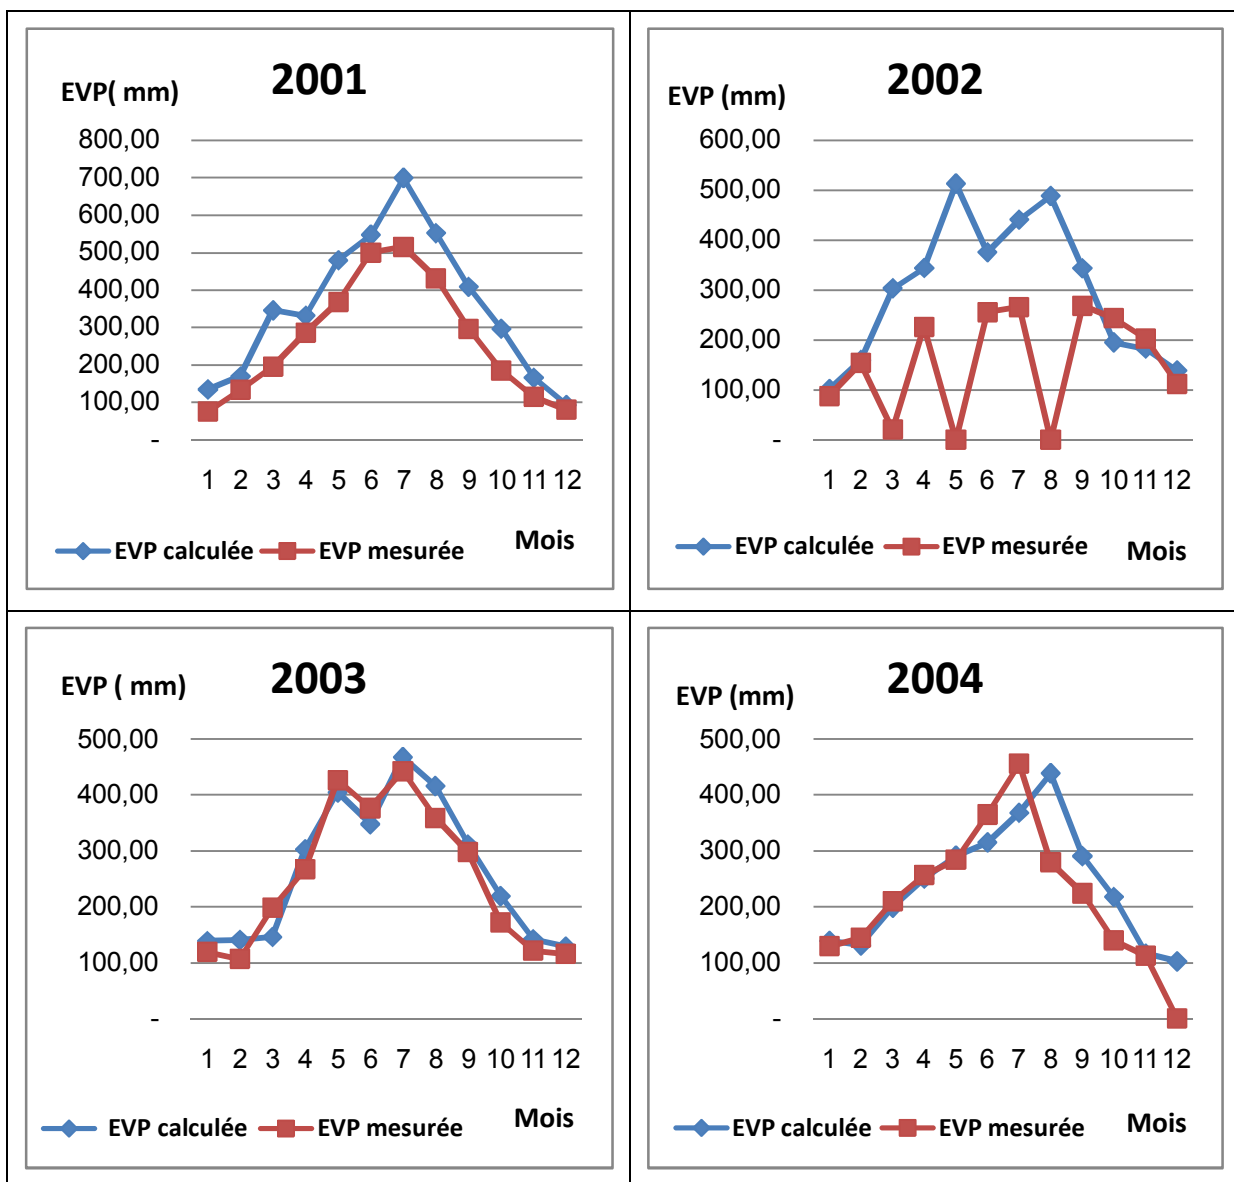 2001
EVP( mm)
800,00
700,00
600,00
500,00
400,00
300,00
200,00
100,00
-
1 2 3 4 5 6 7 8 9 10 11 12
Mois
EVP calculée EVP mesurée
2002
EVP (mm)
600,00
500,00
400,00
300,00
200,00
100,00
-
1 2 3 4 5 6 7 8 9 10 11 12
EVP calculée EVP mesurée Mois
2003
EVP ( mm)
500,00
400,00
300,00
200,00
100,00
-
1 2 3 4 5 6 7 8 9 10 11 12
Mois
EVP calculée EVP mesurée
2004
EVP (mm)
500,00
400,00
300,00
200,00
100,00
-
1 2 3 4 5 6 7 8 9 10 11 12
EVP calculée EVP mesurée Mois